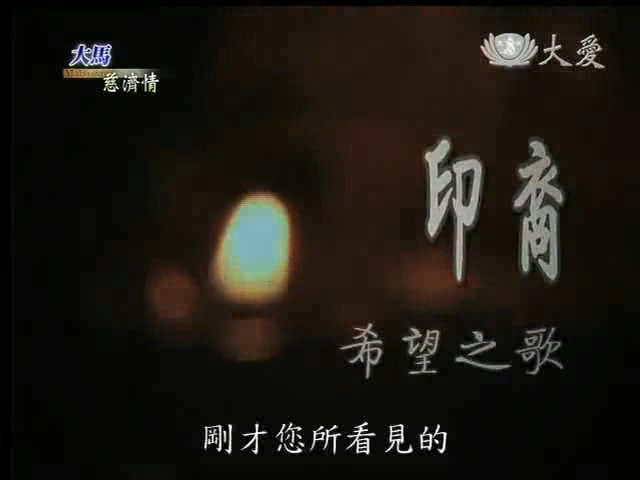 大馬
慈濟情
大愛
印裔
希望之歌
剛才您所看見的